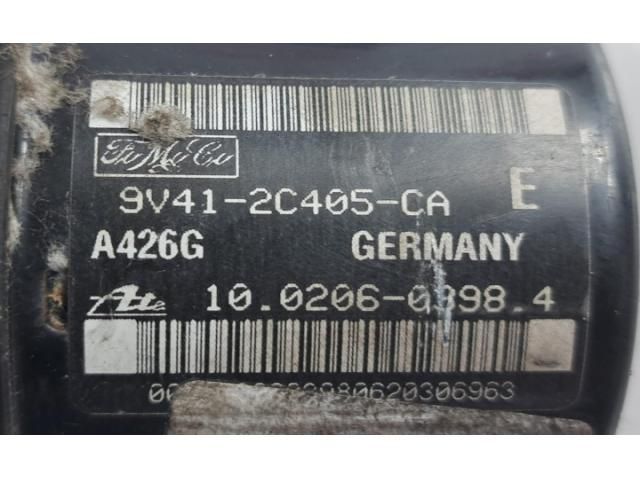 FoMoCo
9V41-2C405-CA E
A426G GERMANY
Ate 10.0206-0398.4